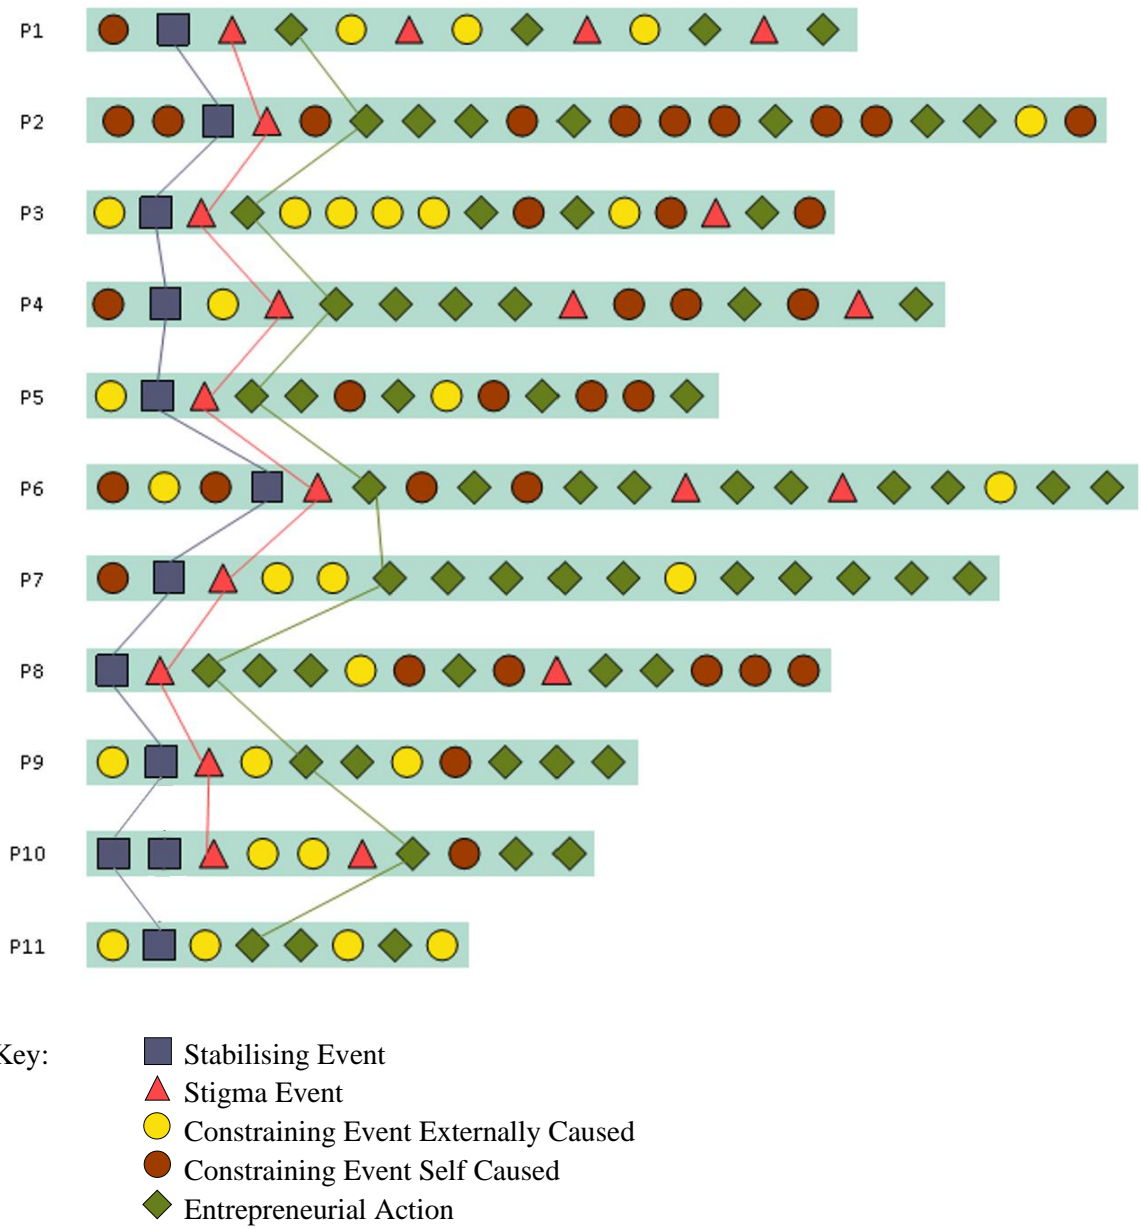 P1
P2
P3
P4
P5
P6
P7
P8
P9
P10
P11
Key:
Stabilising Event
Stigma Event
Constraining Event Externally Caused
Constraining Event Self Caused
Entrepreneurial Action